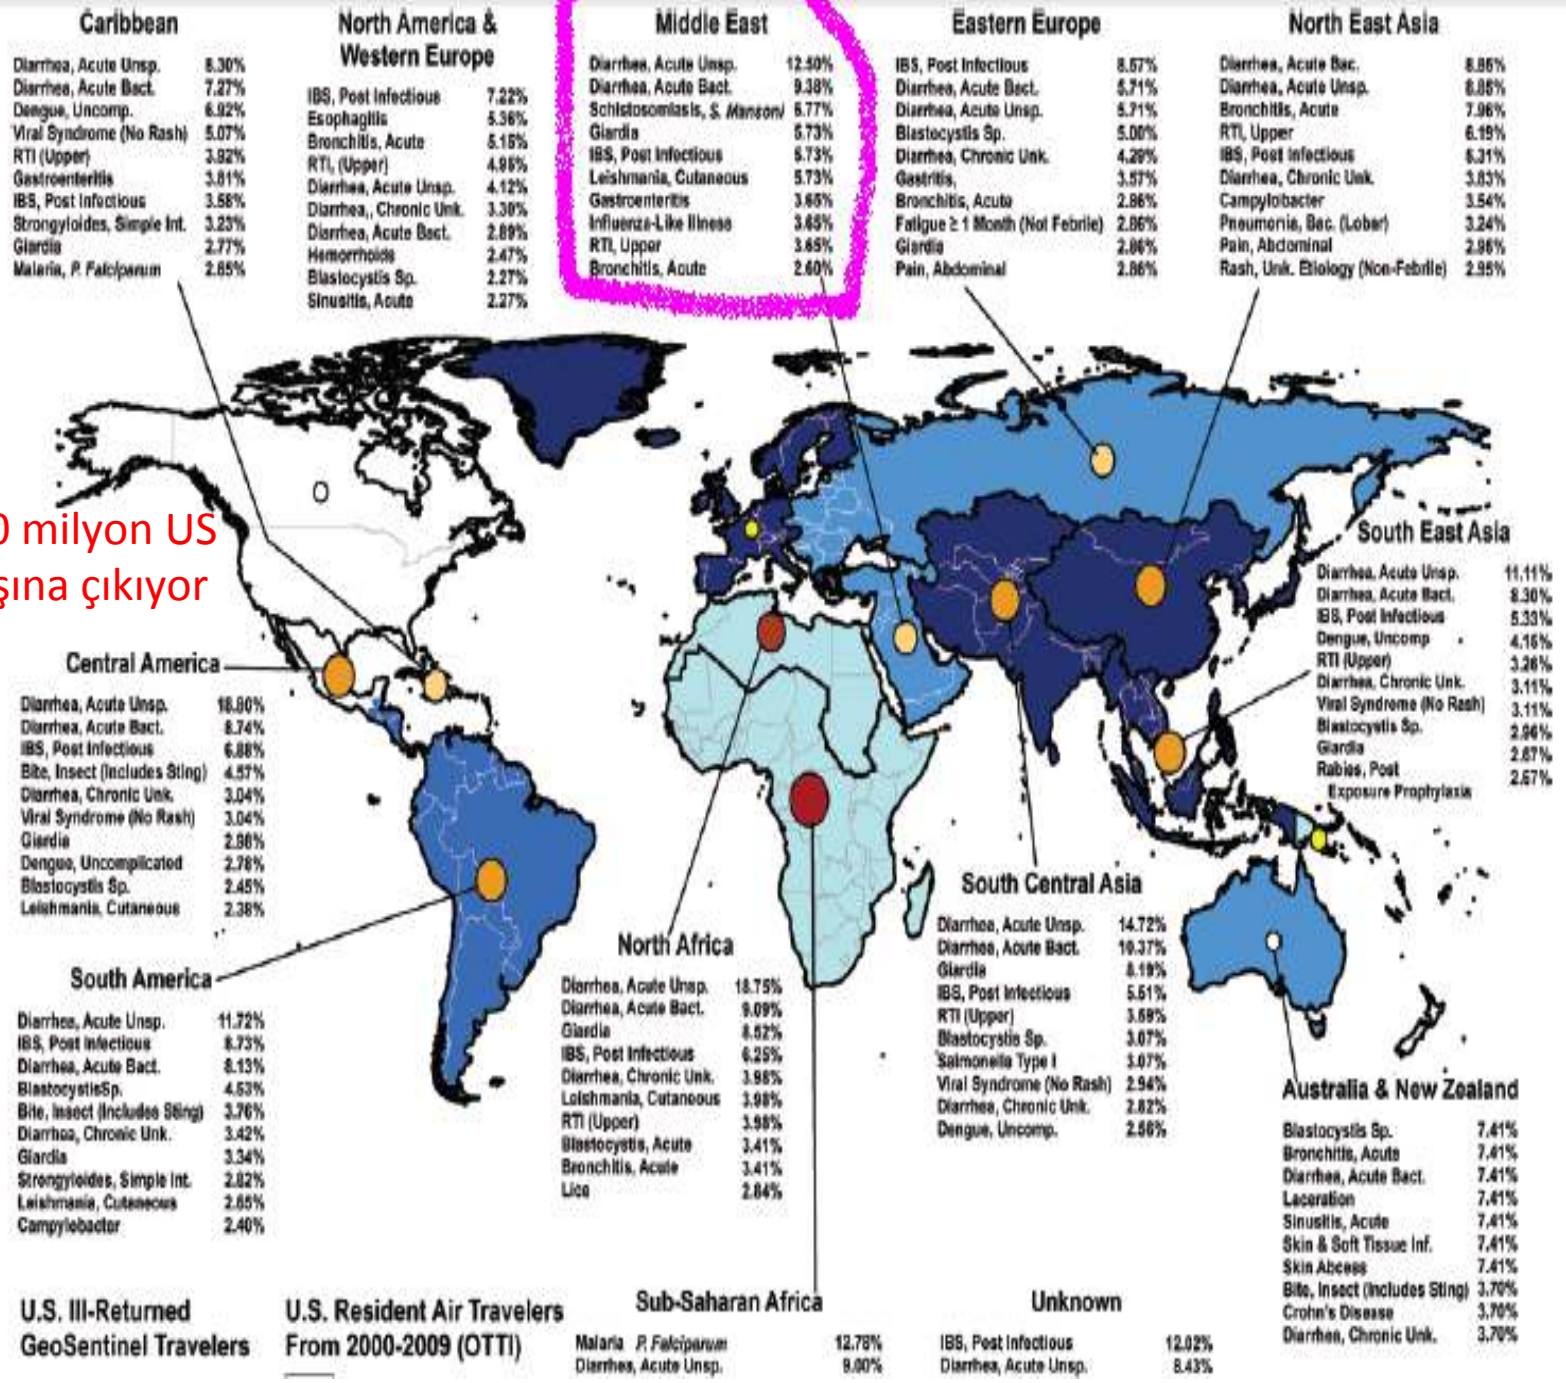 Caribbean
Diarrhea, Acute Unsp. 8.30%
Diarrhea, Acute Bact. 7.27%
Dengue, Uncomp. 6.92%
Viral Syndrome (No Rash) 5.07%
RTI (Upper) 3.92%
Gastroenteritis 3.81%
IBS, Post Infectious 3.58%
Strongyloides, Simple Int. 3.23%
Giardia 2.77%
Malaria, P. Falciparum 2.65%
North America &
Western Europe
IBS, Post Infectious 7.22%
Esophagitis 5.36%
Bronchitis, Acute 5.15%
RTI, (Upper) 4.95%
Diarrhea, Acute Unsp. 4.12%
Diarrhea,, Chronic Unk. 3.30%
Diarrhea, Acute Bact. 2.89%
Hemorrhoids 2.47%
Blastocystis Sp. 2.27%
Sinusitis, Acute 2.27%
Middle East
Diarrhea, Acute Unsp. 12.50%
Diarrhea, Acute Bact. 9.38%
Schistosomiasis, S. Mansoni 6.77%
Giardia 5.73%
IBS, Post Infectious 5.73%
Leishmania, Cutaneous 5.73%
Gastroenteritis 3.65%
Influenza-Like Illness 3.65%
RTI, Upper 3.65%
Bronchitis, Acute 2.60%
Eastern Europe
IBS, Post Infectious 8.57%
Diarrhea, Acute Bect. 5.71%
Diarrhea, Acute Unsp. 5.71%
Blastocystis Sp. 5.00%
Diarrhea, Chronic Unk. 4.29%
Gastritis, 3.57%
Bronchitis, Acute 2.86%
Fatigue ≥ 1 Month (Not Febrile) 2.86%
Giardia 2.86%
Pain, Abdominal 2.86%
North East Asia
Diarrhea, Acute Bac. 8.85%
Diarrhea, Acute Unsp. 8.85%
Bronchitis, Acute 7.96%
RTI, Upper 6.19%
IBS, Post Infectious 5.31%
Diarrhea, Chronic Unk. 3.83%
Campylobacter 3.54%
Pneumonia, Bac. (Lobar) 3.24%
Pain, Abdominal 2.95%
Rash, Unk. Etiology (Non-Febrile) 2.95%
0 milyon US
şına çıkıyor
South East Asia
Diarrhea, Acute Unsp. 11.11%
Diarrhea, Acute Bact. 8.30%
IBS, Post Infectious 5.33%
Dengue, Uncomp 4.15%
RTI (Upper) 3.26%
Diarrhea, Chronic Unk. 3.11%
Viral Syndrome (No Rash) 3.11%
Blastocystis Sp. 2.96%
Giardia 2.67%
Rabies, Post 2.67%
Exposure Prophylaxis
Central America
Diarrhea, Acute Unsp. 18.80%
Diarrhea, Acute Bact. 8.74%
IBS, Post Infectious 6.88%
Bite, Insect (Includes Sting) 4.57%
Diarrhea, Chronic Unk. 3.04%
Viral Syndrome (No Rash) 3.04%
Giardia 2.98%
Dengue, Uncomplicated 2.78%
Blastocystis Sp. 2.45%
Leishmania, Cutaneous 2.38%
South America
Diarrhea, Acute Unsp. 11.72%
IBS, Post Infectious 8.73%
Diarrhea, Acute Bact. 8.13%
BlastocystisSp. 4.53%
Bite, Insect (Includes Sting) 3.76%
Diarrhea, Chronic Unk. 3.42%
Giardia 3.34%
Strongyloides, Simple Int. 2.82%
Leishmania, Cutaneous 2.65%
Campylobactor 2.40%
North Africa
Diarrhea, Acute Unsp. 18.75%
Diarrhea, Acute Bact. 9.09%
Giardia 8.52%
IBS, Post Infectious 6.25%
Diarrhea, Chronic Unk. 3.98%
Leishmania, Cutaneous 3.98%
RTI (Upper) 3.98%
Blastocystis, Acute 3.41%
Bronchitis, Acute 3.41%
Lice 2.84%
South Central Asia
Diarrhea, Acute Unsp. 14.72%
Diarrhea, Acute Bact. 10.37%
Giardia 8.19%
IBS, Post Infectious 5.51%
RTI (Upper) 3.69%
Blastocystis Sp. 3.07%
Salmonella Type I 3.07%
Viral Syndrome (No Rash) 2.94%
Diarrhea, Chronic Unk. 2.82%
Dengue, Uncomp. 2.56%
Australia & New Zealand
Blastocystis Sp. 7.41%
Bronchitis, Acute 7.41%
Diarrhea, Acute Bact. 7.41%
Laceration 7.41%
Sinusitis, Acute 7.41%
Skin & Soft Tissue Inf. 7.41%
Skin Abcess 7.41%
Bite, Insect (Includes Sting) 3.70%
Crohn's Disease 3.70%
Diarrhea, Chronic Unk. 3.70%
U.S. Ill-Returned
GeoSentinel Travelers
U.S. Resident Air Travelers
From 2000-2009 (OTTI)
Sub-Saharan Africa
Malaria P. Falciparum 12.76%
Diarrhea, Acute Unsp. 9.00%
Unknown
IBS, Post Infectious 12.02%
Diarrhea, Acute Unsp. 8.43%